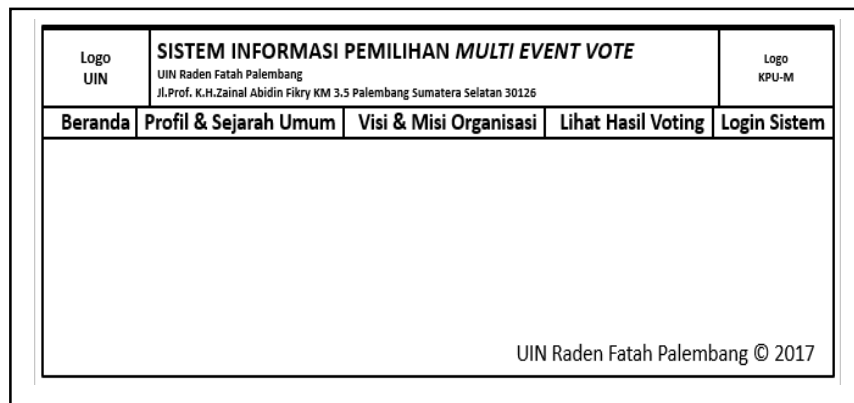 Logo
UIN
SISTEM INFORMASI PEMILIHAN MULTI EVENT VOTE
UIN Raden Fatah Palembang
Jl.Prof. K.H.Zainal Abidin Fikry KM 3.5 Palembang Sumatera Selatan 30126
Logo
KPU-M
Beranda Profil & Sejarah Umum Visi & Misi Organisasi Lihat Hasil Voting Login Sistem
UIN Raden Fatah Palembang © 2017